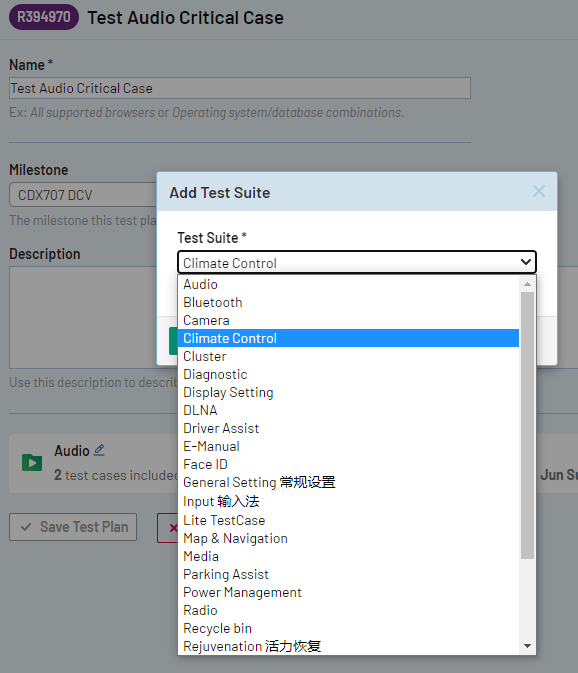 R394970 Test Audio Critical Case
Name *
Test Audio Critical Case
Ex: All supported browsers or Operating system/database combinations.
Milestone
CDX707 DCV
The milestone this test pla
Description
Use this description to describ
Audio
2 test cases included
Jun Su
Save Test Plan
Add Test Suite
Test Suite *
Climate Control
Audio
Bluetooth
Camera
Climate Control
Cluster
Diagnostic
Display Setting
DLNA
Driver Assist
E-Manual
Face ID
General Setting 常规设置
Input 输入法
Lite TestCase
Map & Navigation
Media
Parking Assist
Power Management
Radio
Recycle bin
Rejuvenation 活力恢复